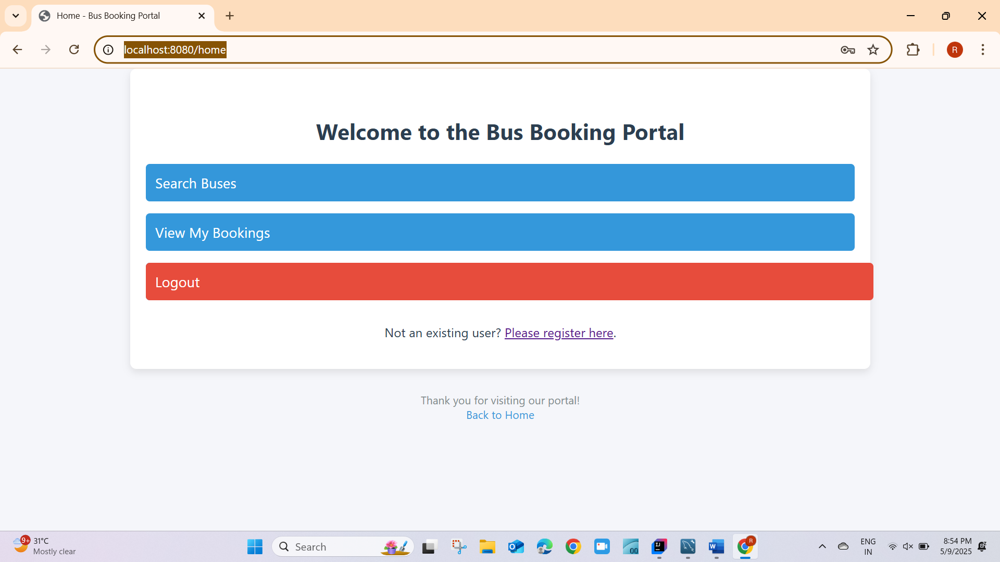 Home - Bus Booking Portal
localhost:8080/home
R
Welcome to the Bus Booking Portal
Search Buses
View My Bookings
Logout
Not an existing user? Please register here.
Thank you for visiting our portal!
Back to Home
9+
31°C
Mostly clear
Search
00
IJ
W
R
ENG
IN
8:54 PM
5/9/2025